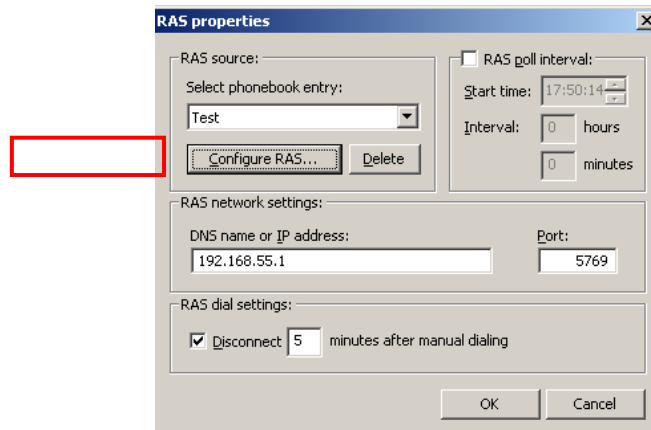 RAS properties
RAS source:
Select phonebook entry:
Test
Configure RAS...
Delete
RAS poll interval:
Start time: 17:50:14
Interval: 0 hours
0 minutes
RAS network settings:
DNS name or IP address:
Port:
192.168.55.1
5769
RAS dial settings:
Disconnect 5 minutes after manual dialing
OK
Cancel